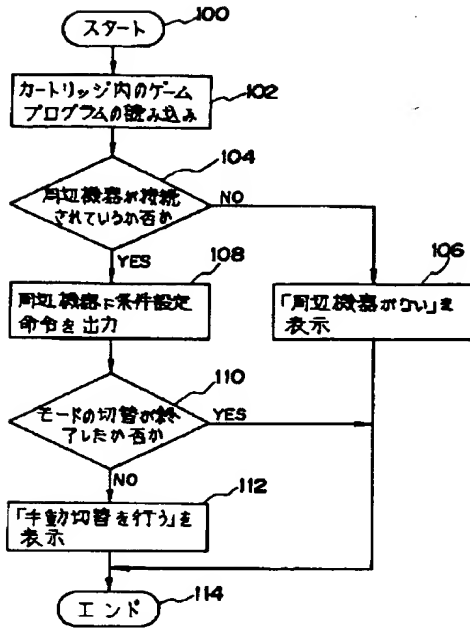 100
スタート
カートリッジ内のゲーム
プログラムの読み込み
102
104
周辺機器が接続
されているか否か
NO
YES
108
106
周辺機器に条件設定
命令を出力
「周辺機器がない」を
表示
110
モードの切替が終
了したか否か
YES
NO
112
「手動切替を行う」を
表示
エンド
114